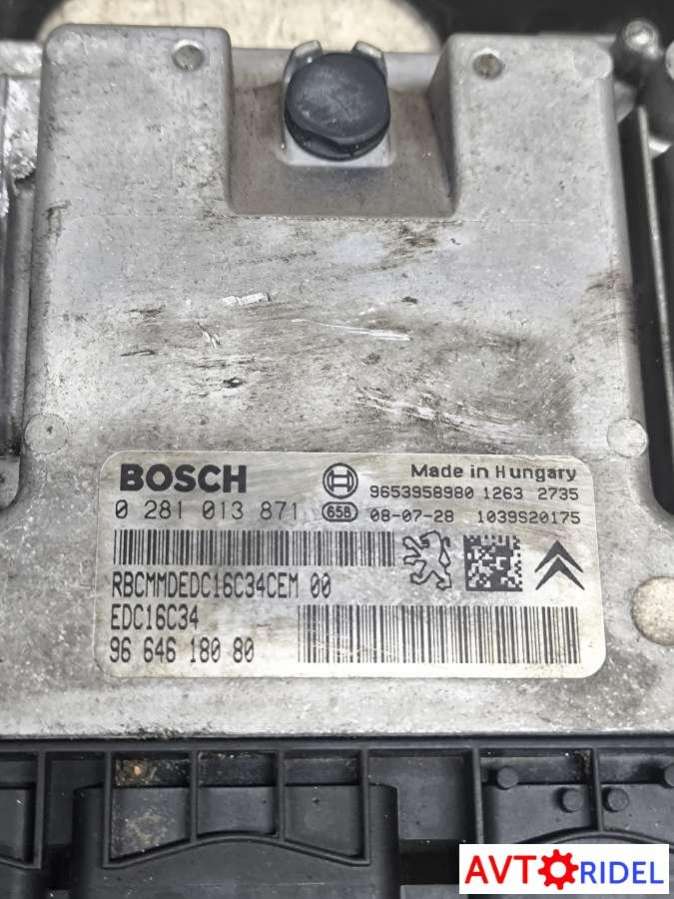 BOSCH
Made in Hungary
9653958980 1263 2735
0 281 013 871 658 08-07-28 1039S20175
RBCMMDEDC16C34CEM 00
EDC16C34
96 646 180 80
AVTORIDEL